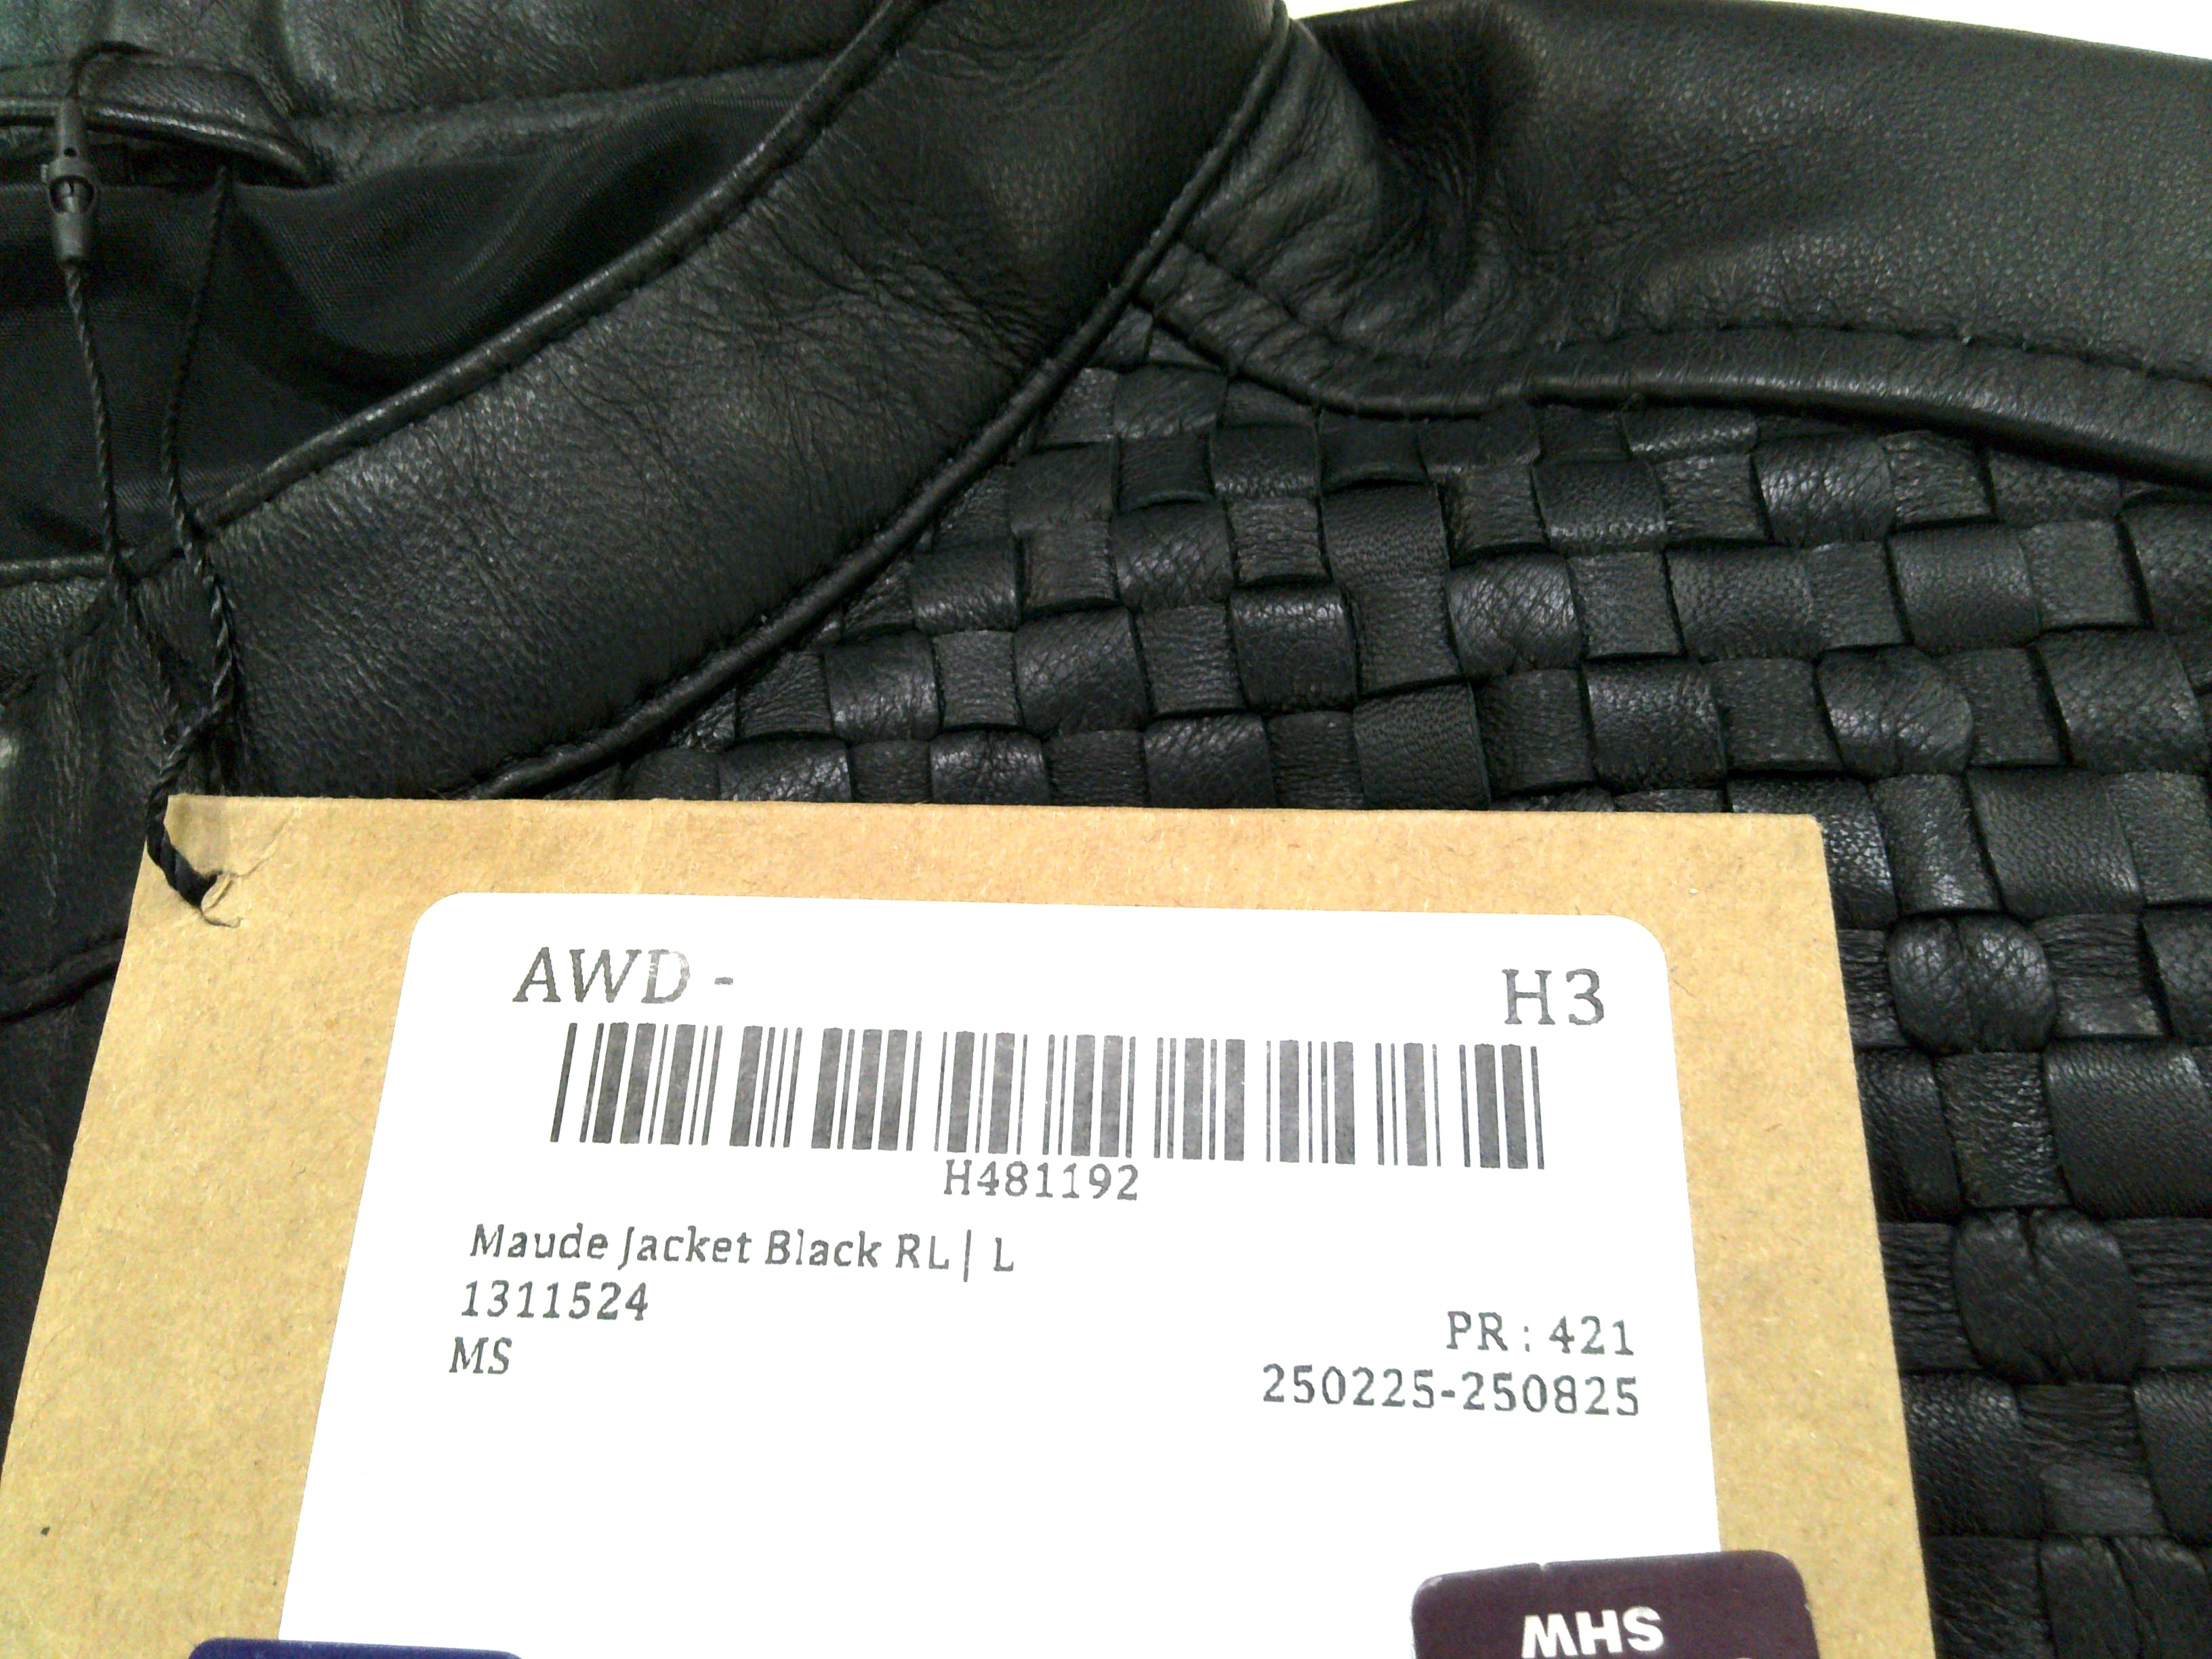 AWD - H3
H481192
Maude Jacket Black RL| L
1311524
PR : 421
MS
250225-250825
MHS